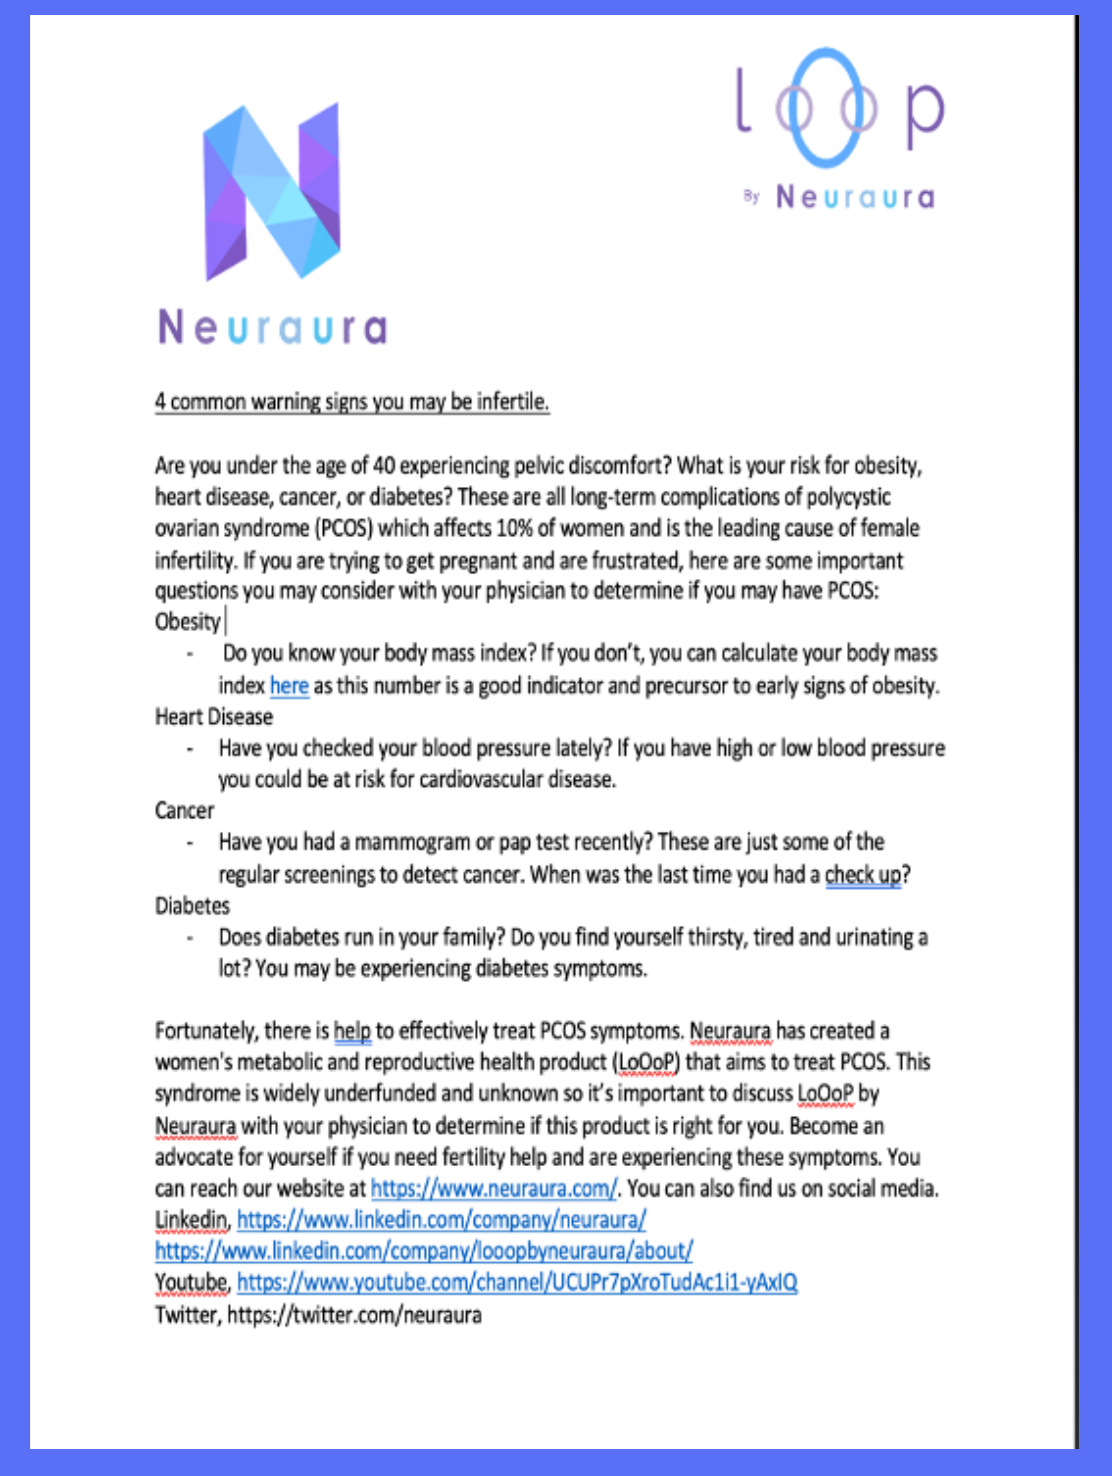 lOOp
By Neuraura
Neuraura
4 common warning signs you may be infertile.
Are you under the age of 40 experiencing pelvic discomfort? What is your risk for obesity,
heart disease, cancer, or diabetes? These are all long-term complications of polycystic
ovarian syndrome (PCOS) which affects 10% of women and is the leading cause of female
infertility. If you are trying to get pregnant and are frustrated, here are some important
questions you may consider with your physician to determine if you may have PCOS:
Obesity
- Do you know your body mass index? If you don't, you can calculate your body mass
index here as this number is a good indicator and precursor to early signs of obesity.
Heart Disease
- Have you checked your blood pressure lately? If you have high or low blood pressure
you could be at risk for cardiovascular disease.
Cancer
- Have you had a mammogram or pap test recently? These are just some of the
regular screenings to detect cancer. When was the last time you had a check up?
Diabetes
- Does diabetes run in your family? Do you find yourself thirsty, tired and urinating a
lot? You may be experiencing diabetes symptoms.
Fortunately, there is help to effectively treat PCOS symptoms. Neuraura has created a
women's metabolic and reproductive health product (LoOoP) that aims to treat PCOS. This
syndrome is widely underfunded and unknown so it's important to discuss LoOoP by
Neuraura with your physician to determine if this product is right for you. Become an
advocate for yourself if you need fertility help and are experiencing these symptoms. You
can reach our website at https://www.neuraura.com/. You can also find us on social media.
Linkedin, https://www.linkedin.com/company/neuraura/
https://www.linkedin.com/company/looopbyneuraura/about/
Youtube, https://www.youtube.com/channel/UCUPr7pXroTudAc1i1-yAxIQ
Twitter, https://twitter.com/neuraura